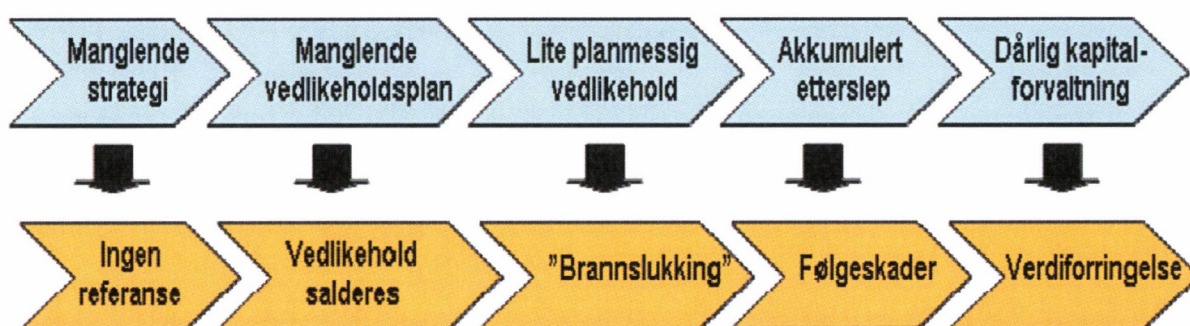 Manglende
strategi
Manglende
vedlikeholdsplan
Lite planmessig
vedlikehold
Akkumulert
etterslep
Dårlig kapital-
forvaltning
Ingen
referanse
Vedlikehold
salderes
”Brannslukking”
Følgeskader
Verdiforringelse